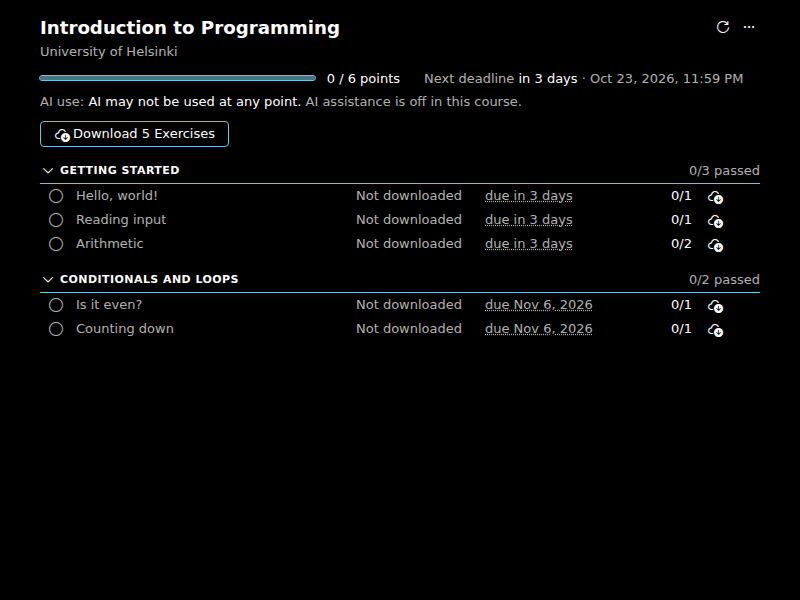 Introduction to Programming
University of Helsinki
0 / 6 points Next deadline in 3 days · Oct 23, 2026, 11:59 PM
AI use: AI may not be used at any point. AI assistance is off in this course.
Download 5 Exercises
GETTING STARTED 0/3 passed
Hello, world! Not downloaded due in 3 days 0/1
Reading input Not downloaded due in 3 days 0/1
Arithmetic Not downloaded due in 3 days 0/2
CONDITIONALS AND LOOPS 0/2 passed
Is it even? Not downloaded due Nov 6, 2026 0/1
Counting down Not downloaded due Nov 6, 2026 0/1